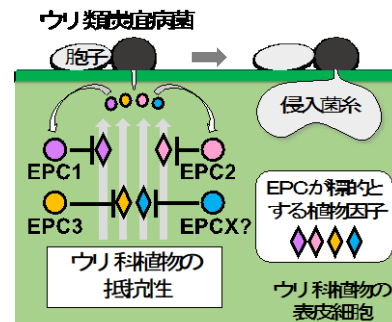 ウリ類炭疽病菌
胞子
侵入菌糸
EPC1
EPC2
EPC3
EPCX?
EPCが標的と
する植物因子
ウリ科植物の
抵抗性
ウリ科植物の
表皮細胞